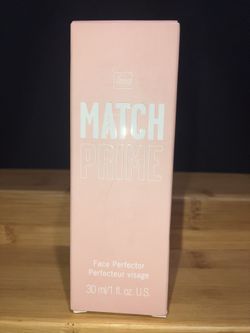 MATCH
PRIME
Face Perfector
Perfecteur visage
30 ml/1 fl. oz. U.S.